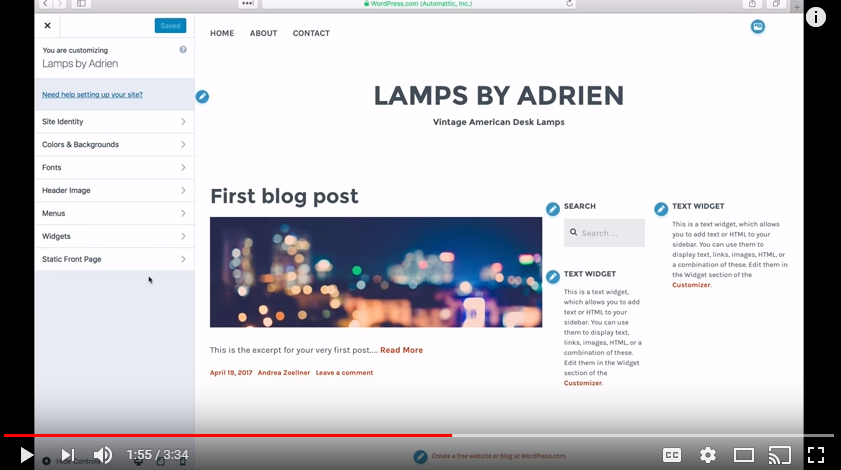 WordPress.com (Automattic, Inc.)
Saved
You are customizing
Lamps by Adrien
Need help setting up your site?
Site Identity
Colors & Backgrounds
Fonts
Header Image
Menus
Widgets
Static Front Page
Hide Controls
HOME ABOUT CONTACT
LAMPS BY ADRIEN
Vintage American Desk Lamps
First blog post
This is the excerpt for your very first post.... Read More
April 19, 2017 Andrea Zoellner Leave a comment
SEARCH
Search ...
TEXT WIDGET
This is a text widget, which allows
you to add
text or HTML to your
sidebar. You can use
them to display text,
links, images, HTML, or a
combination of these.
Edit them in the Widget
section of the
Customizer.
TEXT WIDGET
This is a text widget, which allows
you to add text or HTML to your
sidebar. You can use them to
display text, links, images, HTML, or
a combination of these. Edit them in
the Widget section of the
Customizer.
Create a free website or blog at WordPress.com.
1:55 / 3:34
CC